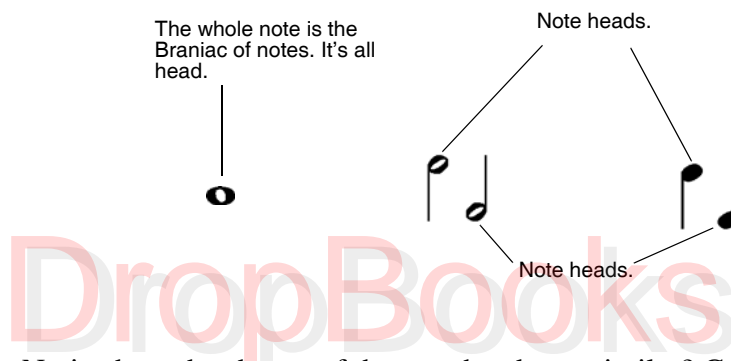 The whole note is the
Braniac of notes. It's all
head.
Note heads.
Note heads.
DropBooks